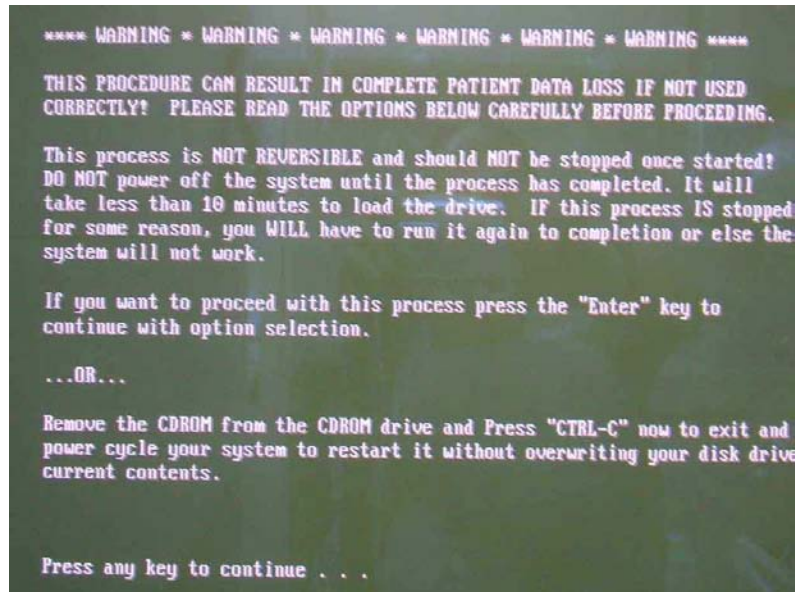 **** WARNING * WARNING * WARNING * WARNING * WARNING * WARNING ****
THIS PROCEDURE CAN RESULT IN COMPLETE PATIENT DATA LOSS IF NOT USED
CORRECTLY! PLEASE READ THE OPTIONS BELOW CAREFULLY BEFORE PROCEEDING.
This process is NOT REVERSIBLE and should NOT be stopped once started!
DO NOT power off the system until the process has completed. It will
take less than 10 minutes to load the drive. IF this process IS stopped
for some reason, you WILL have to run it again to completion or else the
system will not work.
If you want to proceed with this process press the "Enter" key to
continue with option selection.
...OR...
Remove the CDROM from the CDROM drive and Press "CTRL-C" now to exit and
power cycle your system to restart it without overwriting your disk drive
current contents.
Press any key to continue . . .